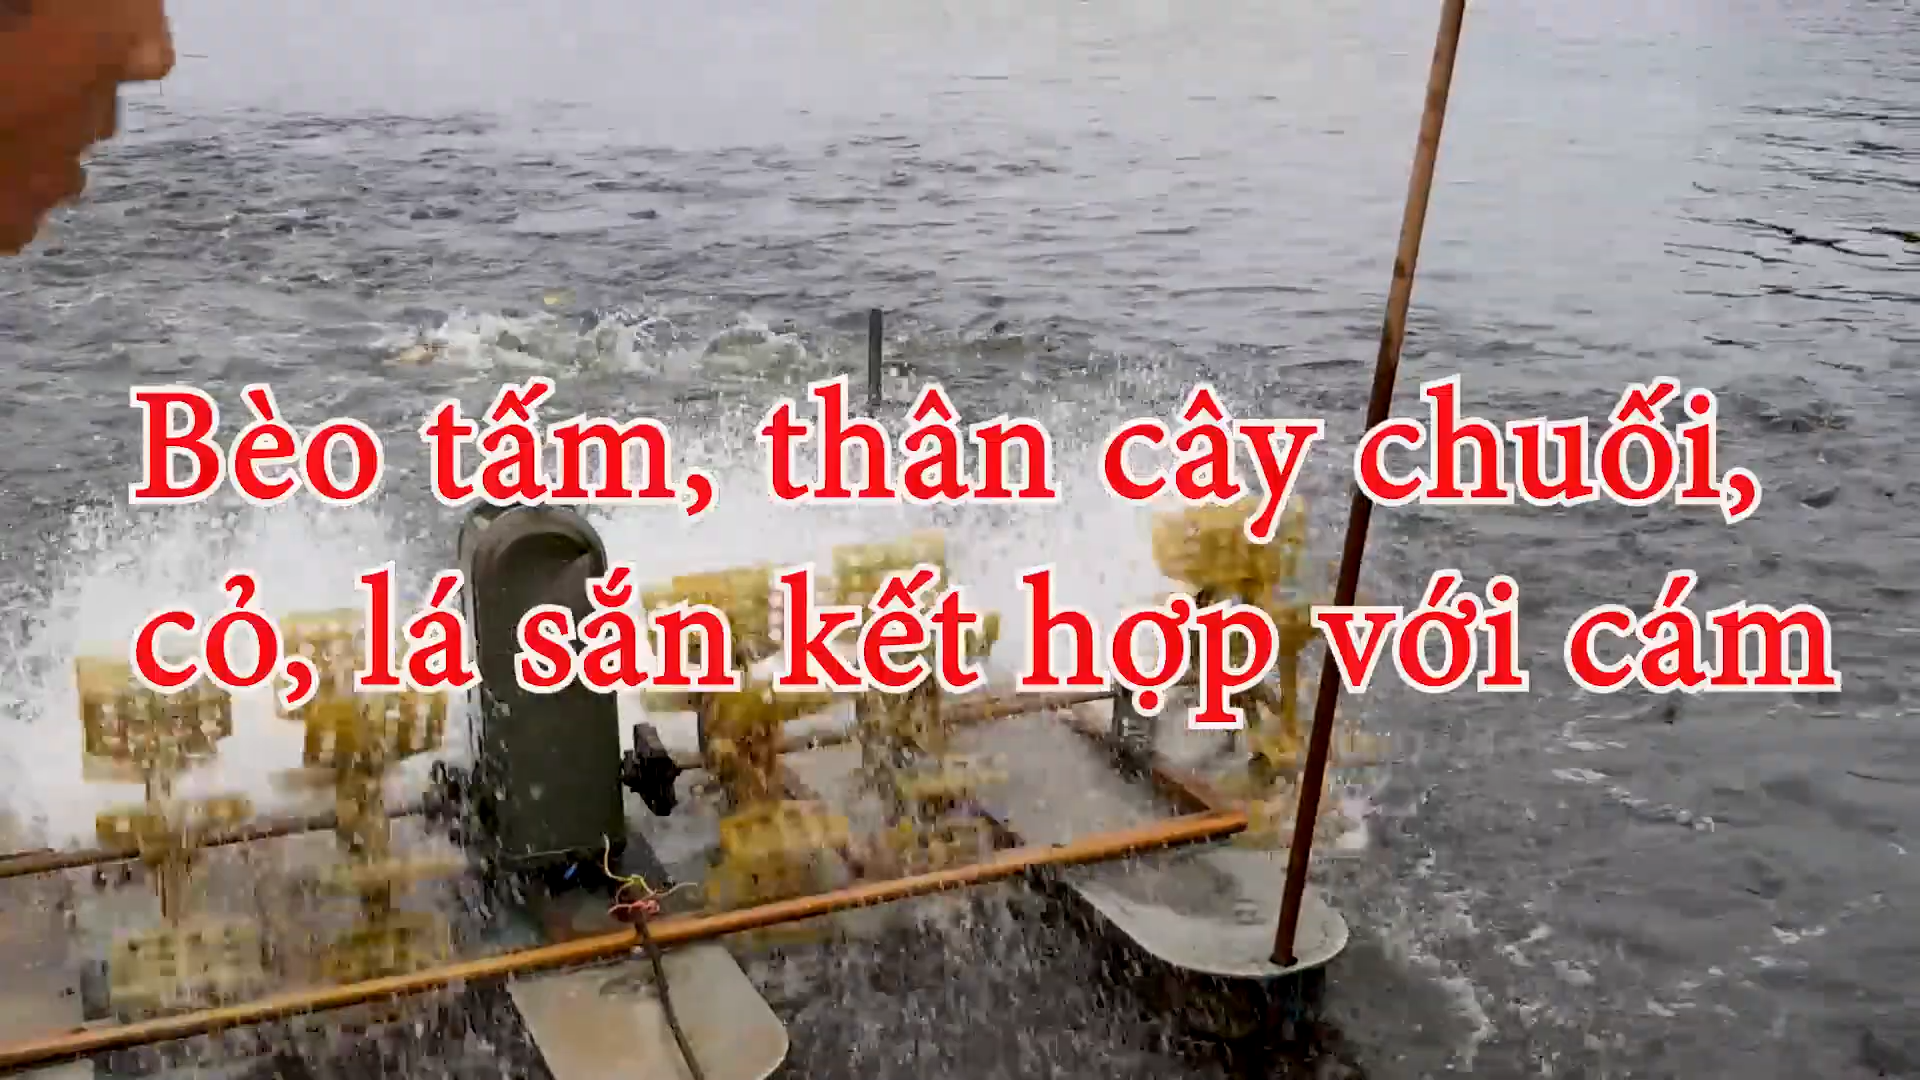 Bèo tấm, thân cây chuối,
cỏ, lá sắn kết hợp với cám